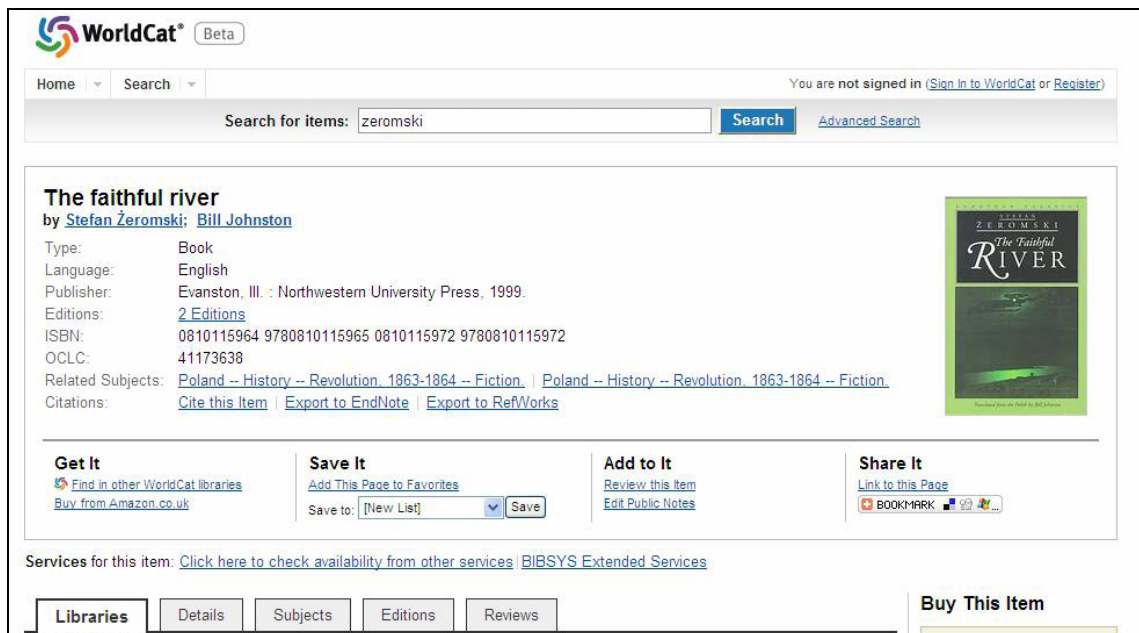 WorldCat® Beta
Home Search You are not signed in (Sign In to WorldCat or Register)
Search for items: zeromski Search Advanced Search
The faithful river
by Stefan Żeromski; Bill Johnston
Type: Book
Language: English
Publisher: Evanston, Ill. : Northwestern University Press, 1999.
Editions: 2 Editions
ISBN: 0810115964 9780810115965 0810115972 9780810115972
OCLC: 41173638
Related Subjects: Poland -- History -- Revolution, 1863-1864 -- Fiction. | Poland -- History -- Revolution, 1863-1864 -- Fiction.
Citations: Cite this Item | Export to EndNote | Export to RefWorks
STEFAN
ŻEROMSKI
The Faithful
RIVER
Translated from the Polish by Bill Johnston
Get It
Find in other WorldCat libraries
Buy from Amazon.co.uk
Save It
Add This Page to Favorites
Save to: [New List] Save
Add to It
Review this Item
Edit Public Notes
Share It
Link to this Page
BOOKMARK ...
Services for this item: Click here to check availability from other services | BIBSYS Extended Services
Libraries Details Subjects Editions Reviews
Buy This Item